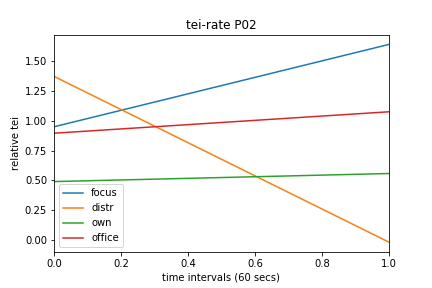 tei-rate P02
relative tei
1.50
1.25
1.00
0.75
0.50
0.25
0.00
focus
distr
own
office
0.0 0.2 0.4 0.6 0.8 1.0
time intervals (60 secs)